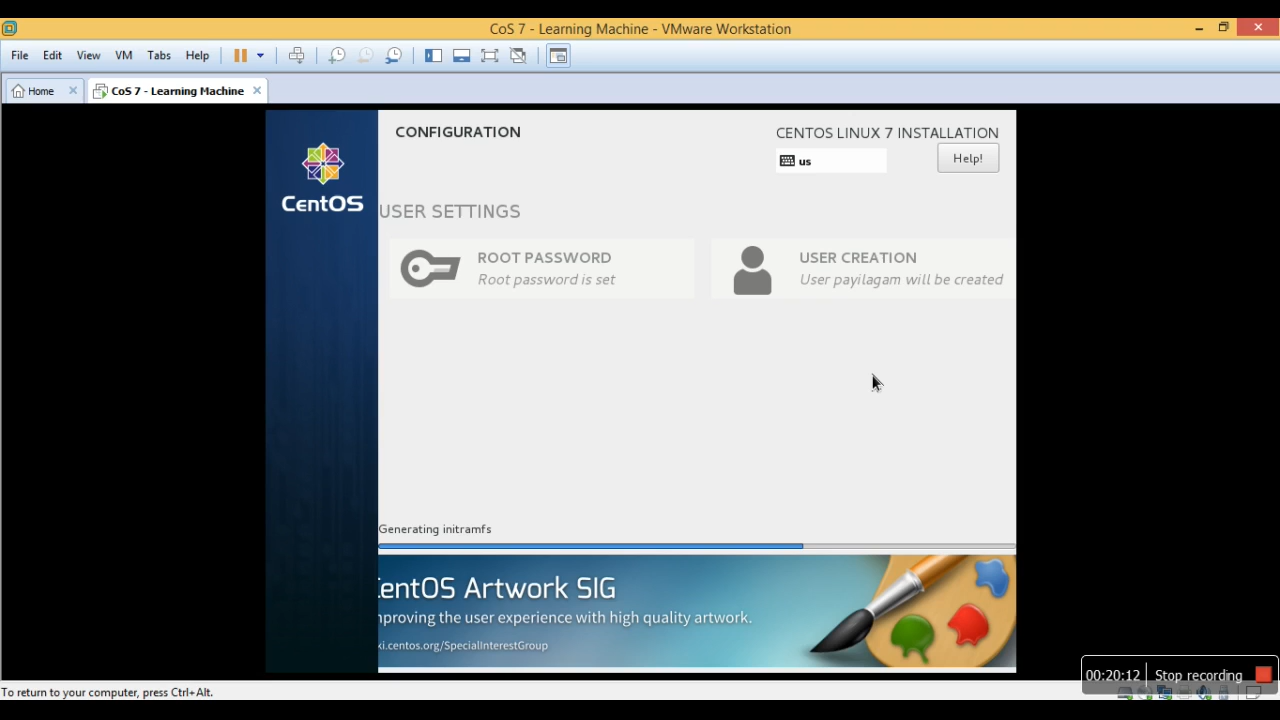 CoS 7 - Learning Machine - VMware Workstation
File Edit View VM Tabs Help
Home CoS 7 - Learning Machine
CentOS
CONFIGURATION
CENTOS LINUX 7 INSTALLATION
us
Help!
USER SETTINGS
ROOT PASSWORD
Root password is set
USER CREATION
User payilagam will be created
Generating initramfs
CentOS Artwork SIG
mproving the user experience with high quality artwork.
ki.centos.org/SpecialInterestGroup
00:20:12 Stop recording
To return to your computer, press Ctrl+Alt.